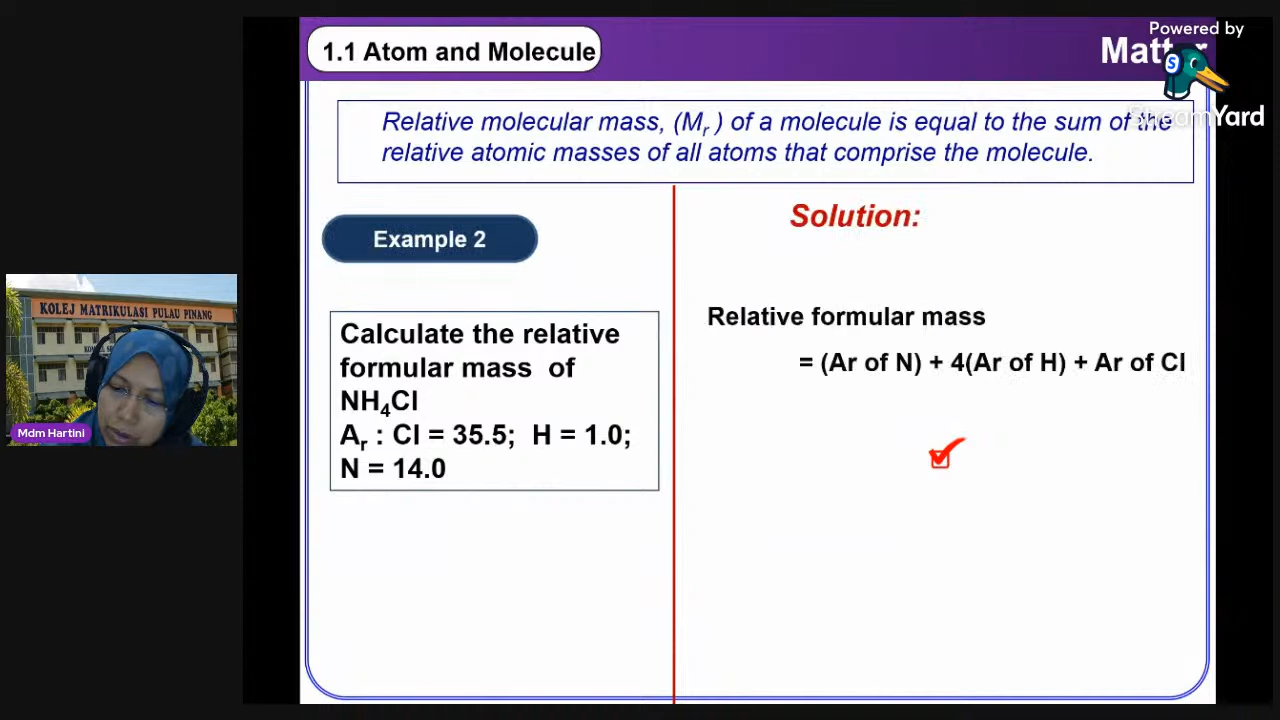 1.1 Atom and Molecule
Matter
Powered by
StreamYard
Relative molecular mass, (Mr ) of a molecule is equal to the sum of the
relative atomic masses of all atoms that comprise the molecule.
Example 2
Solution:
Calculate the relative
formular mass of
NH4Cl
Ar : Cl = 35.5; H = 1.0;
N = 14.0
Relative formular mass
= (Ar of N) + 4(Ar of H) + Ar of Cl
KOLEJ MATRIKULASI PULAU PINANG
Mdm Hartini